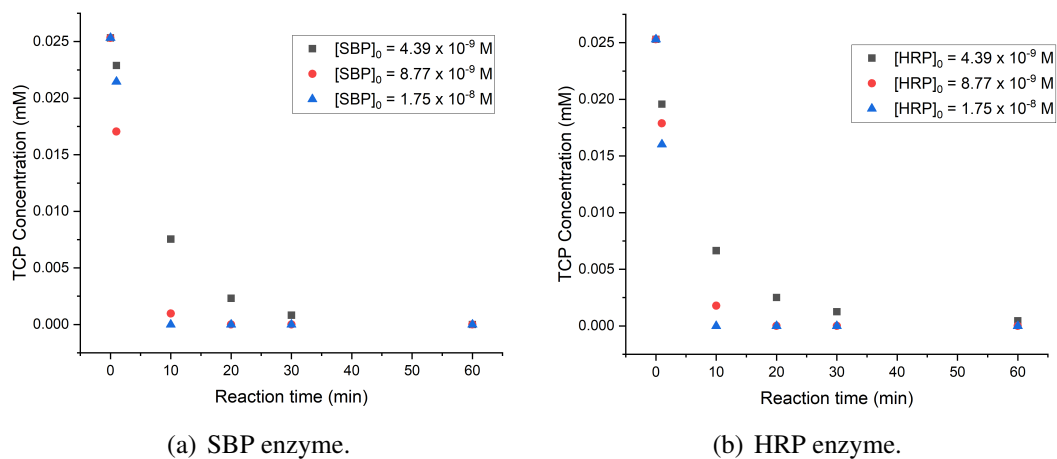 0.025
0.020
0.015
0.010
0.005
0.000
TCP Concentration (mM)
0 10 20 30 40 50 60
Reaction time (min)
[SBP]0 = 4.39 x 10-9 M
[SBP]0 = 8.77 x 10-9 M
[SBP]0 = 1.75 x 10-8 M
(a) SBP enzyme.
0.025
0.020
0.015
0.010
0.005
0.000
TCP Concentration (mM)
0 10 20 30 40 50 60
Reaction time (min)
[HRP]0 = 4.39 x 10-9 M
[HRP]0 = 8.77 x 10-9 M
[HRP]0 = 1.75 x 10-8 M
(b) HRP enzyme.